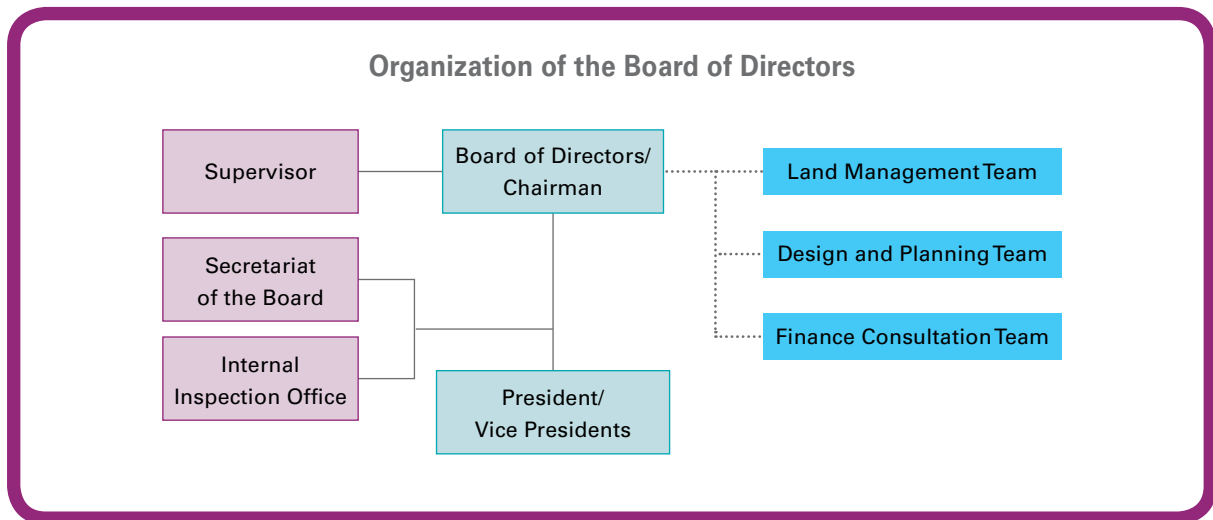 Organization of the Board of Directors
Supervisor
Board of Directors/
Chairman
Land Management Team
Secretariat
of the Board
Design and Planning Team
Internal
Inspection Office
Finance Consultation Team
President/
Vice Presidents